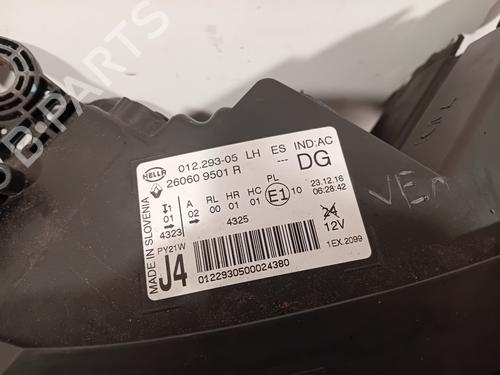 HELLA 012.293-05 LH ES IND:AC
26060 9501 R --- DG
MADE IN SLOVENIA
A RL HR HC PL
01 02 00 01 01 E1 10 23.12.16
06:28:42
4323 4325
24
PY21W 12V
J4 1EX.2099
0122930500024380
B-PARTS